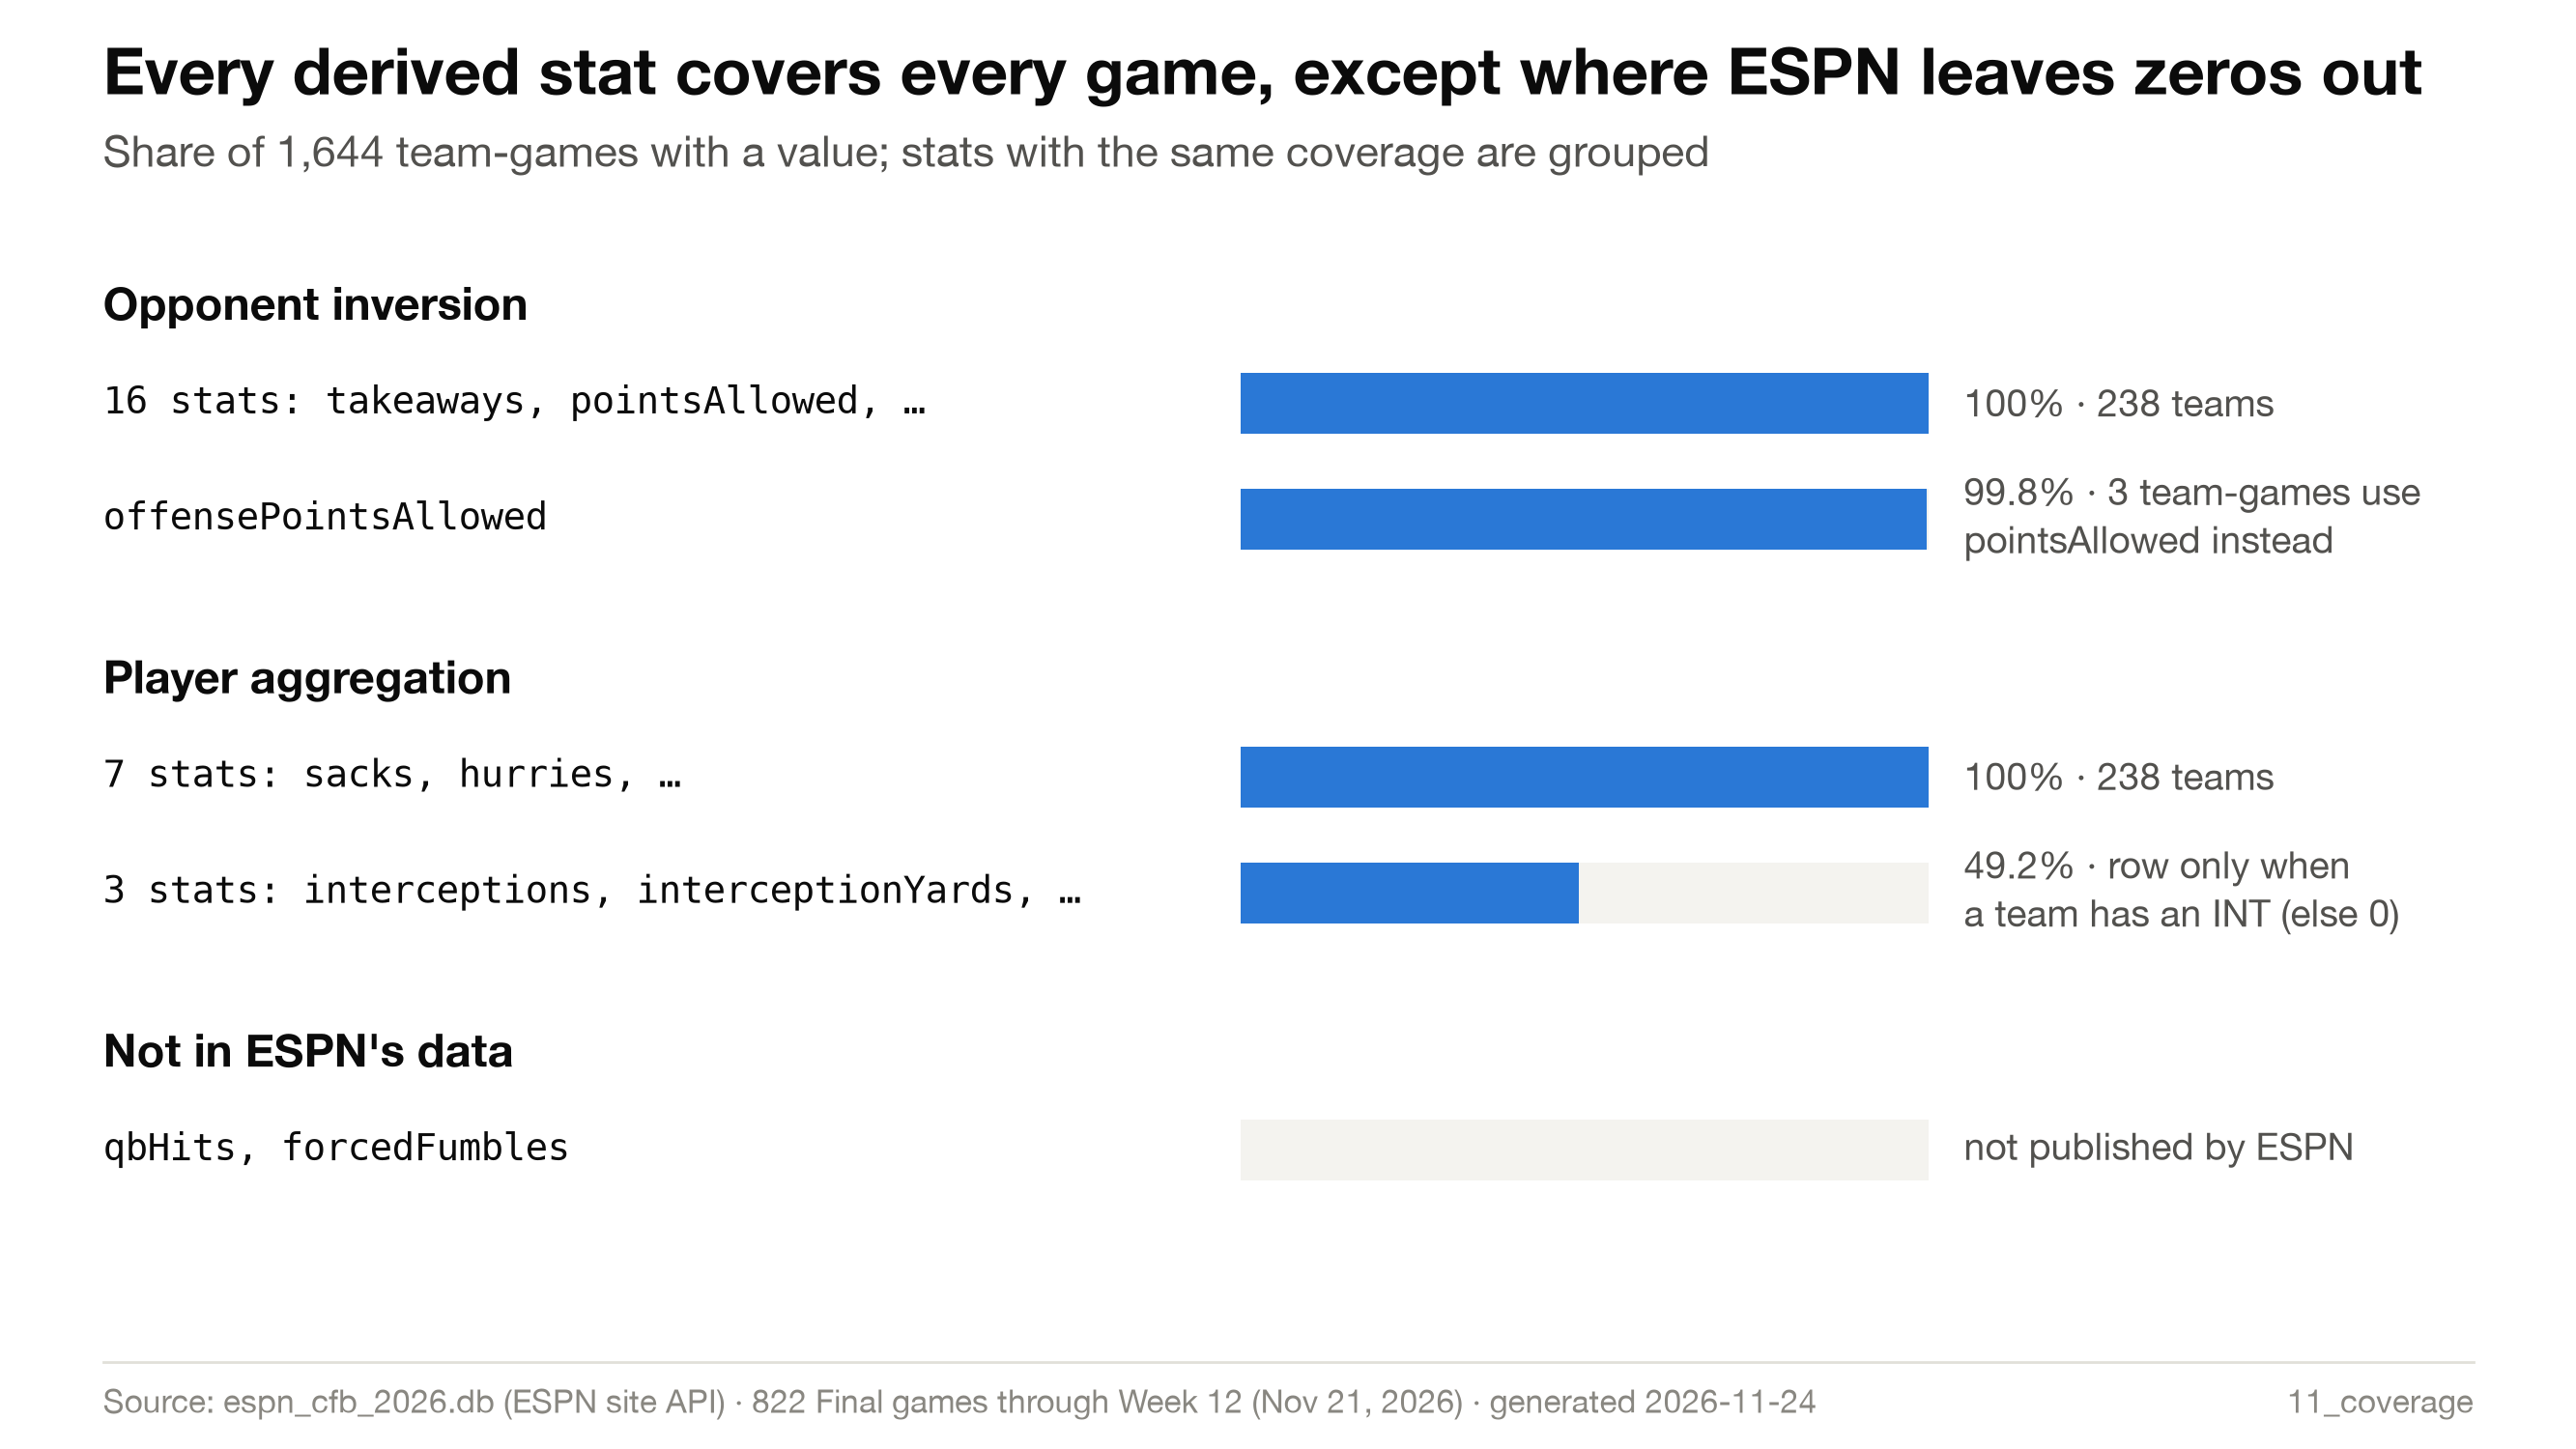 Every derived stat covers every game, except where ESPN leaves zeros out
Share of 1,644 team-games with a value; stats with the same coverage are grouped
Opponent inversion
16 stats: takeaways, pointsAllowed, …
100% · 238 teams
offensePointsAllowed
99.8% · 3 team-games use
pointsAllowed instead
Player aggregation
7 stats: sacks, hurries, …
100% · 238 teams
3 stats: interceptions, interceptionYards, …
49.2% · row only when
a team has an INT (else 0)
Not in ESPN's data
qbHits, forcedFumbles
not published by ESPN
Source: espn_cfb_2026.db (ESPN site API) · 822 Final games through Week 12 (Nov 21, 2026) · generated 2026-11-24
11_coverage